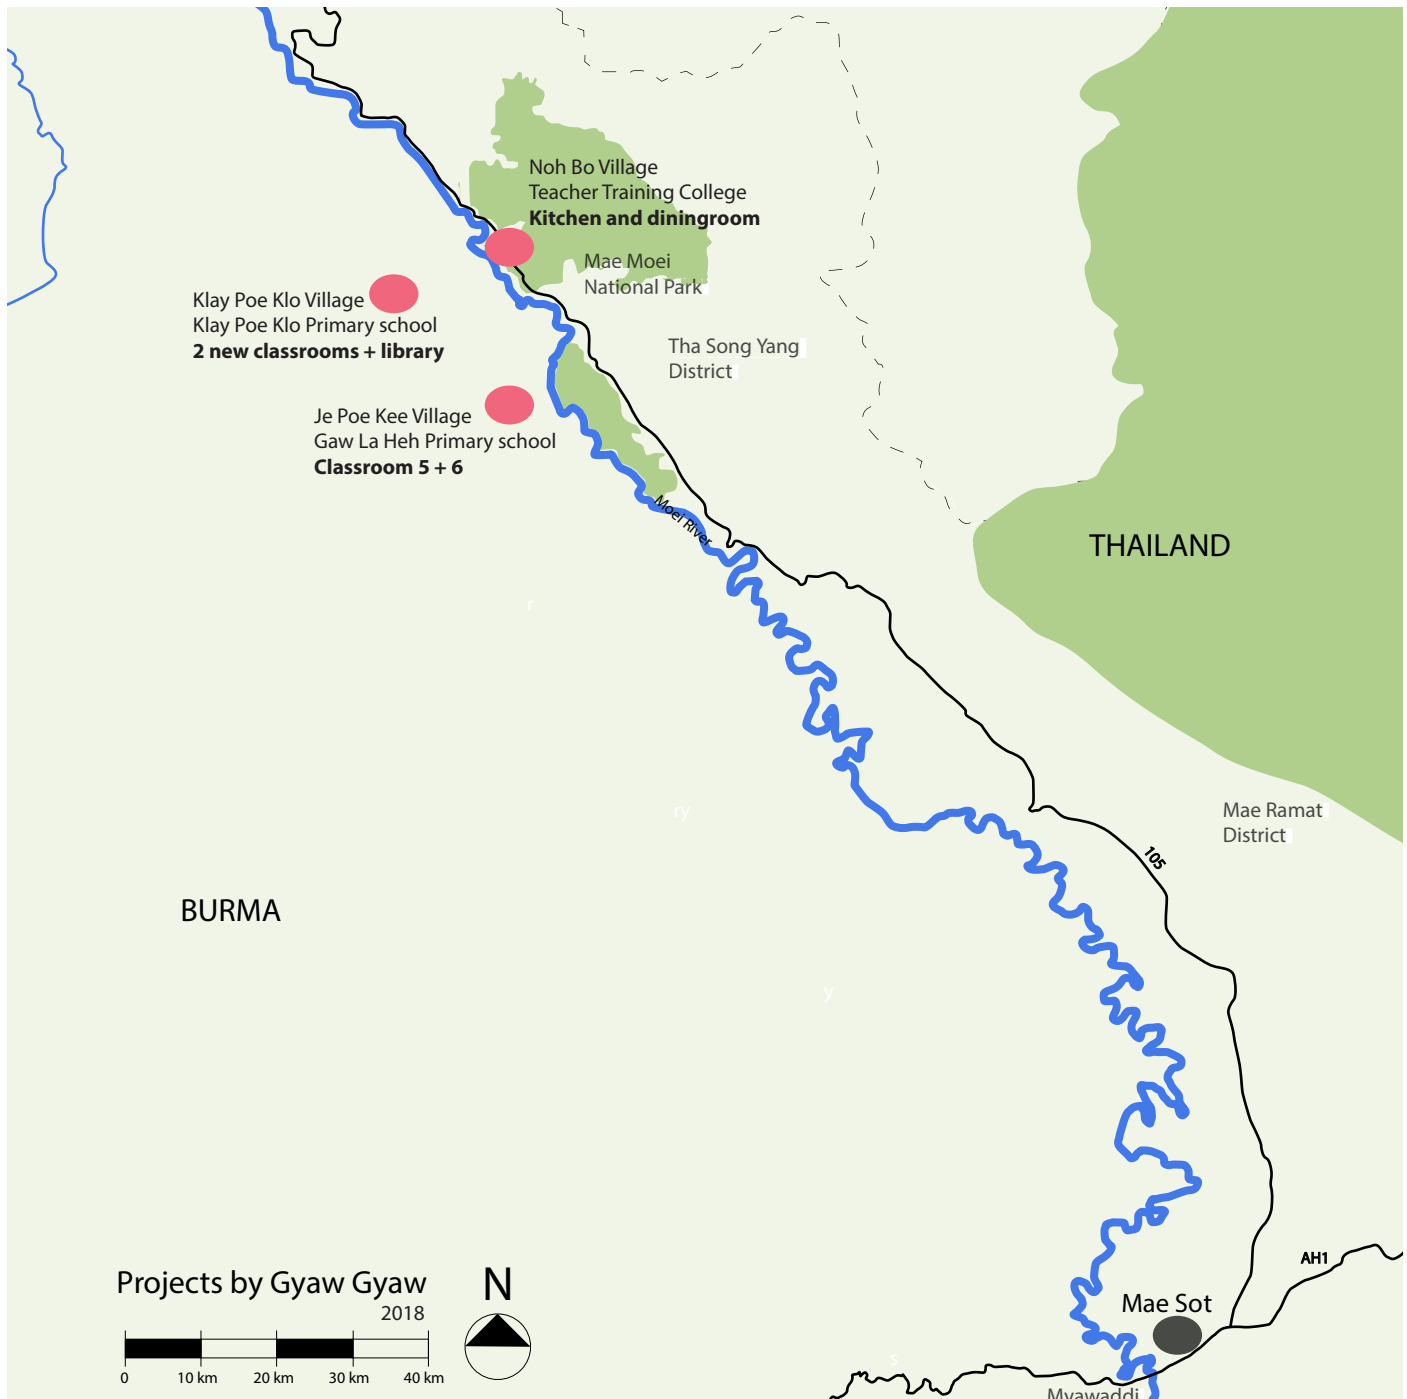 Noh Bo Village
Teacher Training College
Kitchen and diningroom
Mae Moei
National Park
Klay Poe Klo Village
Klay Poe Klo Primary school
2 new classrooms + library
Tha Song Yang
District
Je Poe Kee Village
Gaw La Heh Primary school
Classroom 5 + 6
Moei River
THAILAND
r
ry
Mae Ramat
District
105
BURMA
y
AH1
Projects by Gyaw Gyaw
2018
N
Mae Sot
0 10 km 20 km 30 km 40 km
s
Myawaddi